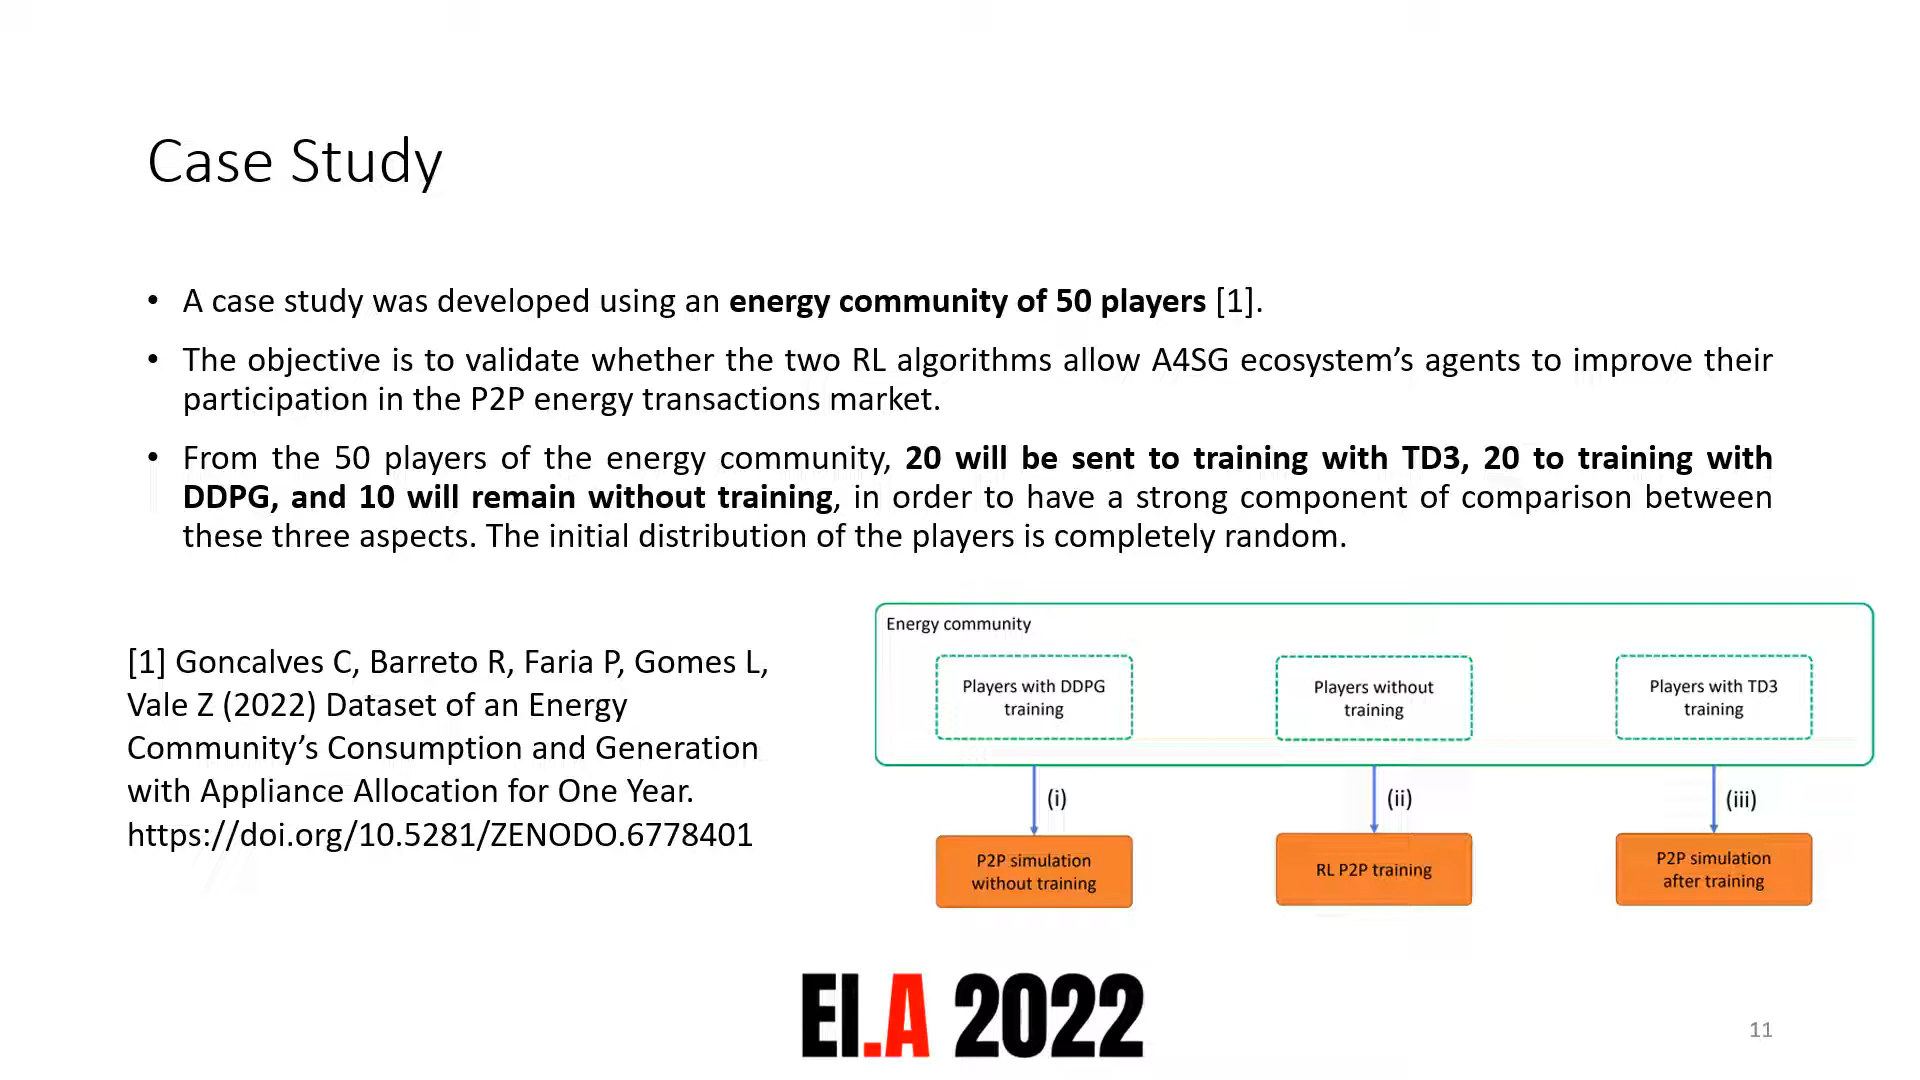 Case Study
• A case study was developed using an energy community of 50 players [1].
• The objective is to validate whether the two RL algorithms allow A4SG ecosystem’s agents to improve their
participation in the P2P energy transactions market.
• From the 50 players of the energy community, 20 will be sent to training with TD3, 20 to training with
DDPG, and 10 will remain without training, in order to have a strong component of comparison between
these three aspects. The initial distribution of the players is completely random.
[1] Goncalves C, Barreto R, Faria P, Gomes L,
Vale Z (2022) Dataset of an Energy
Community’s Consumption and Generation
with Appliance Allocation for One Year.
https://doi.org/10.5281/ZENODO.6778401
Energy community
Players with DDPG
training
Players without
training
Players with TD3
training
(i)
(ii)
(iii)
P2P simulation
without training
RL P2P training
P2P simulation
after training
EI.A 2022
11